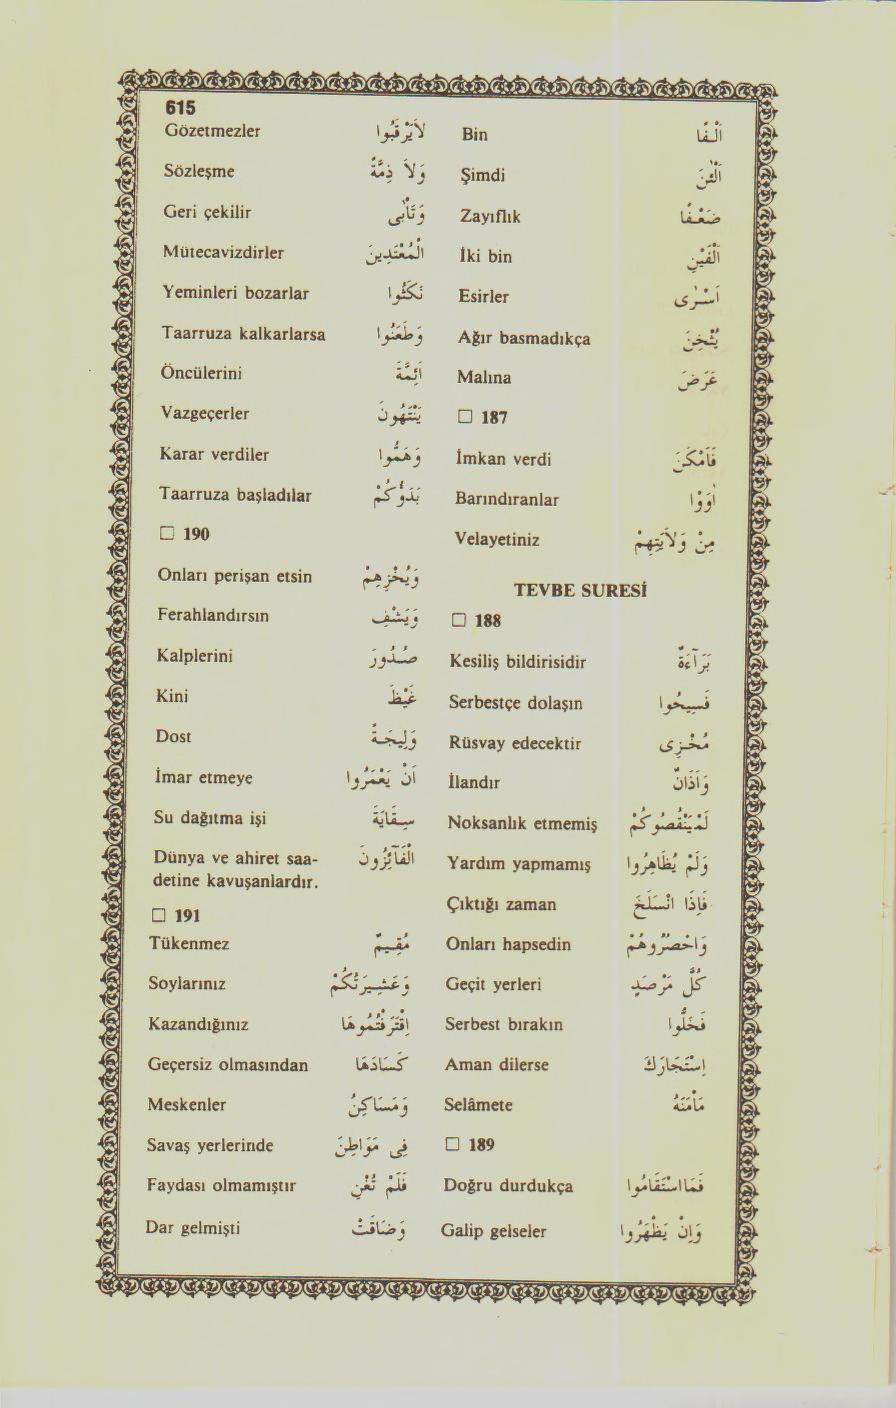 615
Bin اَلْفًا
Şimdi اَلْئٰنَ
Zayıflık ضَعْفًا
İki bin اَلْفَيْنِ
Esirler اَسْرٰى
Ağır basmadıkça يُثْخِنَ
Malına عَرَضَ
□ 187
İmkan verdi فَاَمْكَنَ
Barındıranlar اٰوَوْا
Velayetiniz مِنْ وَلَايَتِهِمْ
TEVBE SURESİ
□ 188
Kesiliş bildirisidir بَرَآءَةٌ
Serbestçe dolaşın فَسِيحُوا
Rüsvay edecektir مُخْزِى
İlandır وَاَذَانٌ
Noksanlık etmemiş لَمْ يَنْقُصُوكُمْ
Yardım yapmamış وَلَمْ يُظَاهِرُوا
Çıktığı zaman فَاِذَا انْسَلَخَ
Onları hapsedin وَاحْصُرُوهُمْ
Geçit yerleri كُلَّ مَرْصَدٍ
Serbest bırakın فَخَلُّوا
Aman dilerse اِسْتَجَارَكَ
Selâmete مَاْمَنَهُ
□ 189
Doğru durdukça فَمَا اسْتَقَامُوا
Galip gelseler وَاِنْ يَظْهَرُوا
Gözetmezler لَايَرْقُبُوا
Sözleşme وَلَا ذِمَّةً
Geri çekilir وَتَاْبٰى
Mütecavizdirler الْمُعْتَدِينَ
Yeminleri bozarlar نَكَثُوا
Taarruza kalkarlarsa وَطَعَنُوا
Öncülerini اَئِمَّةَ
Vazgeçerler يَنْتَهُونَ
Karar verdiler وَهَمُّوا
Taarruza başladılar بَدَؤُكُمْ
□ 190
Onları perişan etsin وَيُخْزِهِمْ
Ferahlandırsın وَيَشْفِ
Kalplerini صُدُورَ
Kini غَيْظَ
Dost وَلِيجَةً
İmar etmeye اَنْ يَعْمُرُوا
Su dağıtma işi سِقَايَةَ
Dünya ve ahiret saa- الْفَآئِزُونَ
detine kavuşanlardır.
□ 191
Tükenmez مُقِيمٌ
Soylarınız وَعَشِيرَتُكُمْ
Kazandığınız اِقْتَرَفْتُمُوهَا
Geçersiz olmasından كَسَادَهَا
Meskenler وَمَسَاكِنُ
Savaş yerlerinde فِى مَوَاطِنَ
Faydası olmamıştır فَلَمْ تُغْنِ
Dar gelmişti وَضَاقَتْ